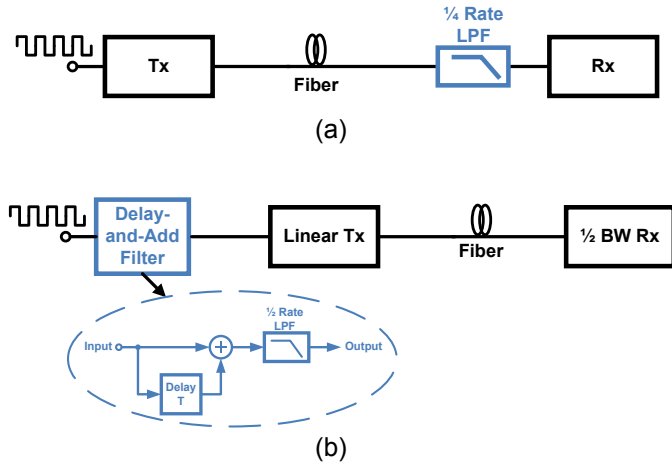 ¼ Rate
LPF
Tx
Rx
Fiber
(a)
Delay-
and-Add
Filter
Linear Tx
Fiber
½ BW Rx
½ Rate
LPF
Input
+
Output
Delay
T
(b)